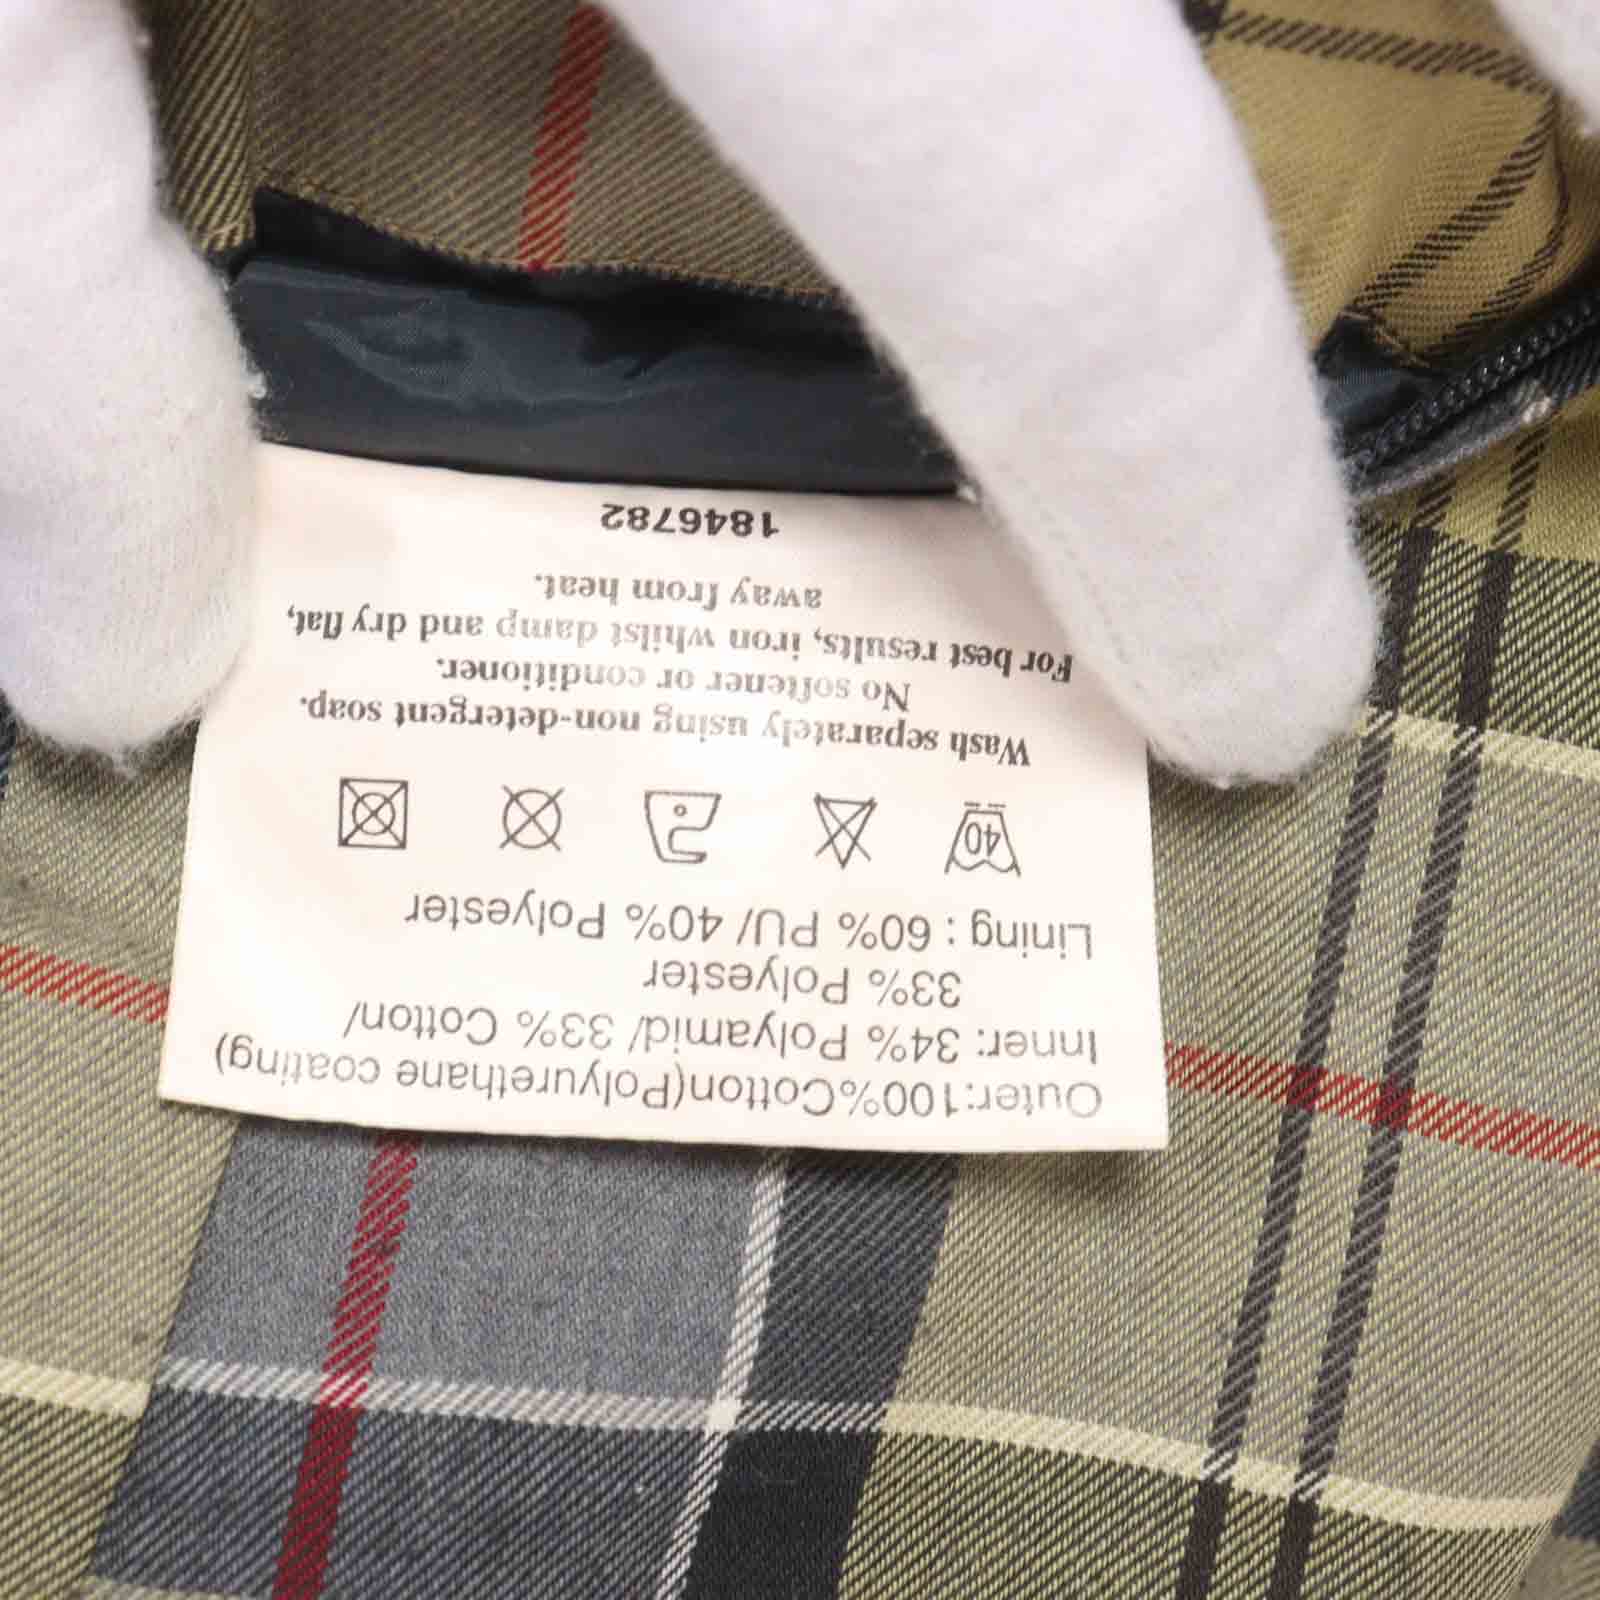 Outer:100%Cotton(Polyurethane coating)
Inner: 34% Polyamid/ 33% Cotton/
33% Polyester
Lining : 60% PU/ 40% Polyester
40
Wash separately using non-detergent soap.
No softener or conditioner.
For best results, iron whilst damp and dry flat,
away from heat.
1846782